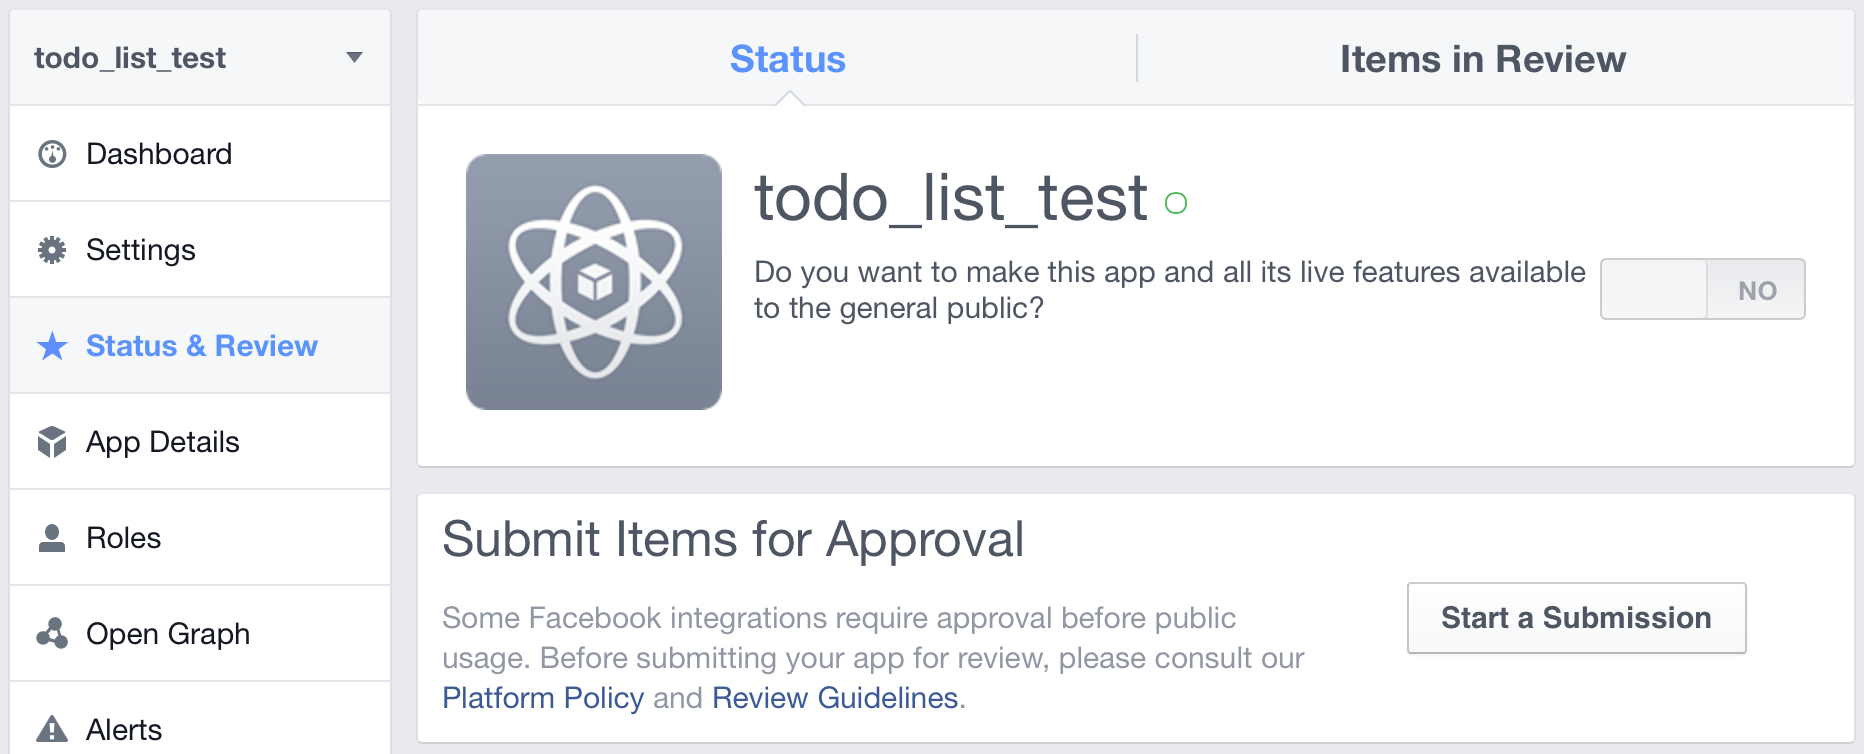 todo_list_test
Dashboard
Settings
Status & Review
App Details
Roles
Open Graph
Alerts
Status
Items in Review
todo_list_test
Do you want to make this app and all its live features available
to the general public?
NO
Submit Items for Approval
Some Facebook integrations require approval before public
usage. Before submitting your app for review, please consult our
Platform Policy and Review Guidelines.
Start a Submission